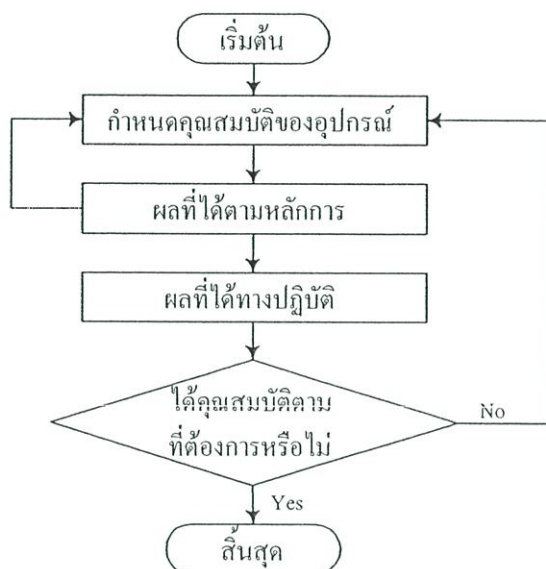 เริ่มต้น
กำหนดคุณสมบัติของอุปกรณ์
ผลที่ได้ตามหลักการ
ผลที่ได้ทางปฏิบัติ
ได้คุณสมบัติตาม
ที่ต้องการหรือไม่
No
Yes
สิ้นสุด